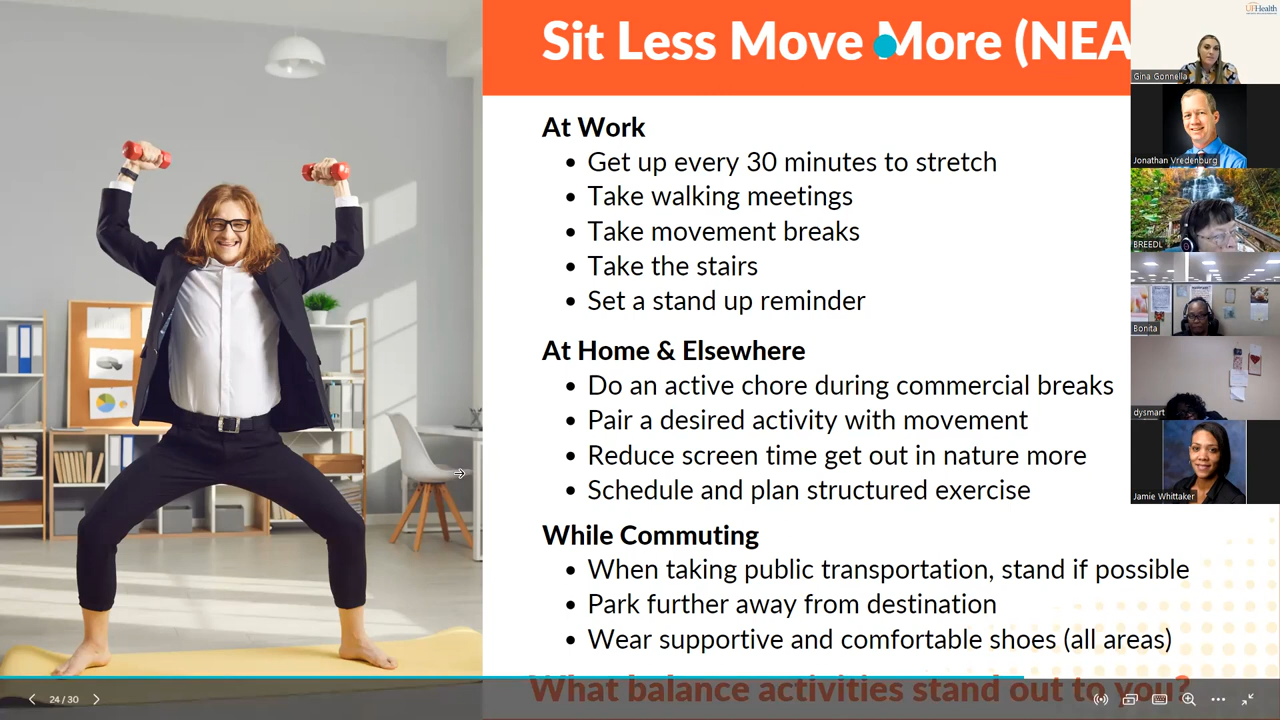 Sit Less Move More (NEA
UFHealth
Gina Gonnella
At Work
Get up every 30 minutes to stretch
Take walking meetings
Take movement breaks
Take the stairs
Set a stand up reminder
Jonathan Vredenburg
BREEDL
Bonita
At Home & Elsewhere
Do an active chore during commercial breaks
Pair a desired activity with movement
Reduce screen time get out in nature more
Schedule and plan structured exercise
dysmart
Jamie Whittaker
While Commuting
When taking public transportation, stand if possible
Park further away from destination
Wear supportive and comfortable shoes (all areas)
What balance activities stand out to you?
24 / 30